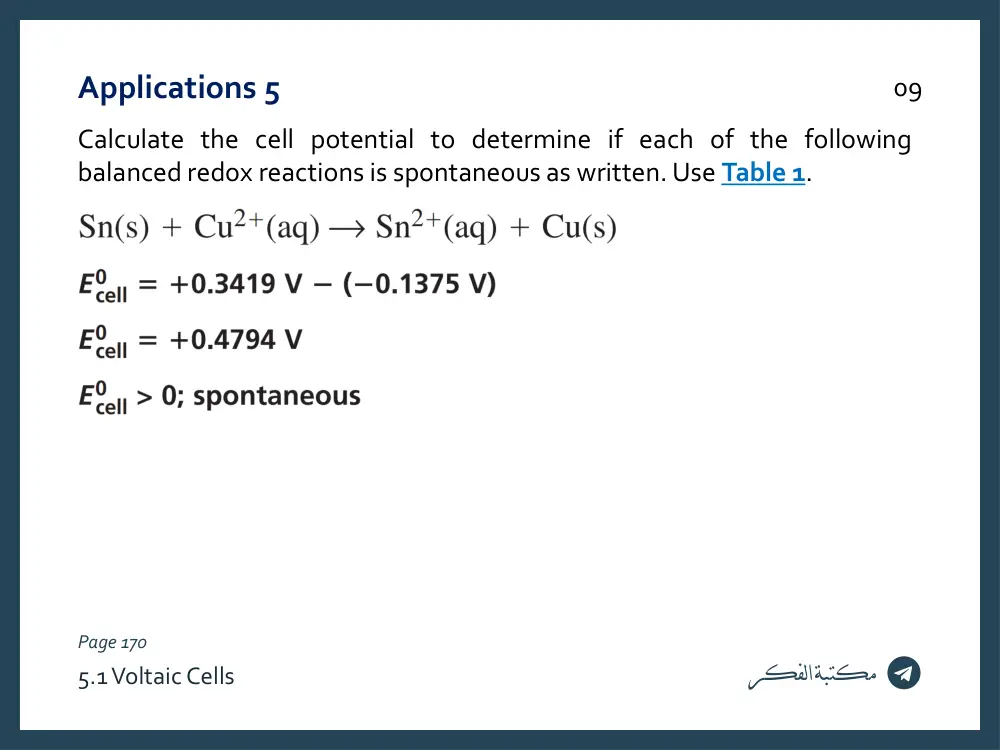 Applications 5
09
Calculate the cell potential to determine if each of the following
balanced redox reactions is spontaneous as written. Use Table 1.
Sn(s) + Cu²⁺(aq) ⟶ Sn²⁺(aq) + Cu(s)
E⁰cell = +0.3419 V − (−0.1375 V)
E⁰cell = +0.4794 V
E⁰cell > 0; spontaneous
Page 170
5.1 Voltaic Cells
مكتبة الفكر